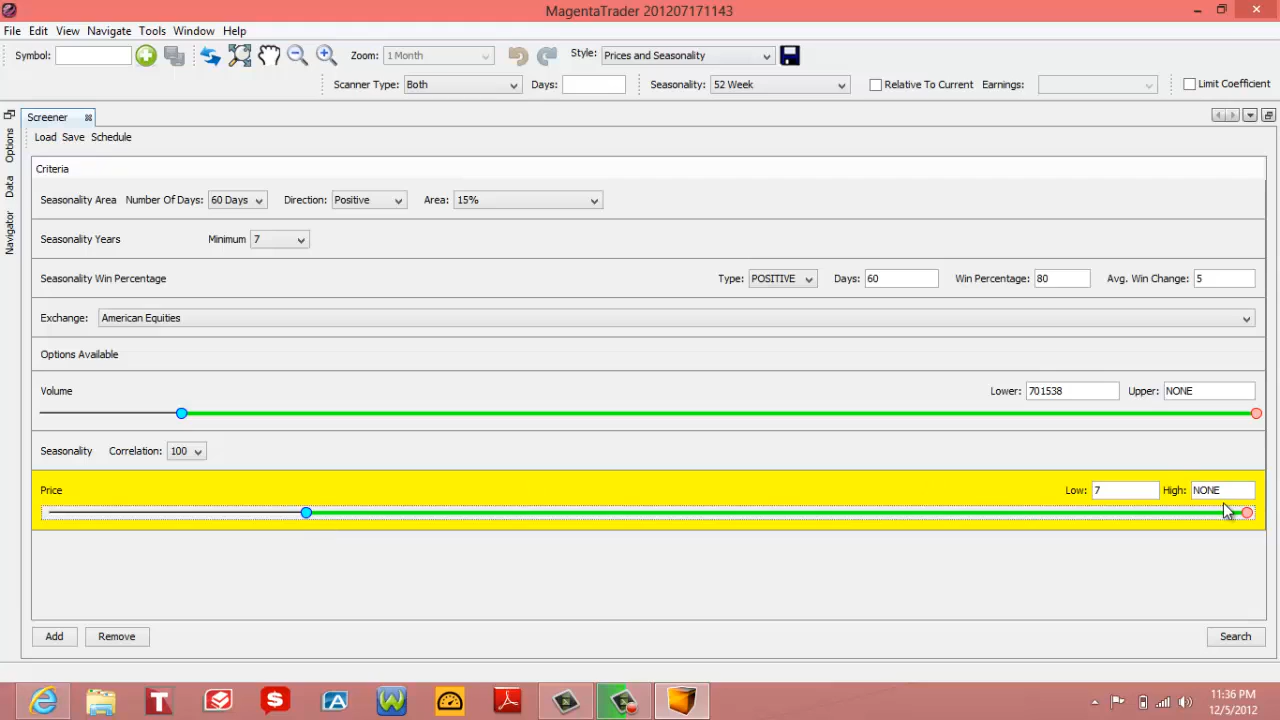 MagentaTrader 201207171143
File Edit View Navigate Tools Window Help
Symbol: Zoom: 1 Month Style: Prices and Seasonality
Scanner Type: Both Days: Seasonality: 52 Week Relative To Current Earnings: Limit Coefficient
Options
Data
Navigator
Screener
Load Save Schedule
Criteria
Seasonality Area Number Of Days: 60 Days Direction: Positive Area: 15%
Seasonality Years Minimum 7
Seasonality Win Percentage Type: POSITIVE Days: 60 Win Percentage: 80 Avg. Win Change: 5
Exchange: American Equities
Options Available
Volume Lower: 701538 Upper: NONE
Seasonality Correlation: 100
Price Low: 7 High: NONE
Add Remove Search
11:36 PM
12/5/2012